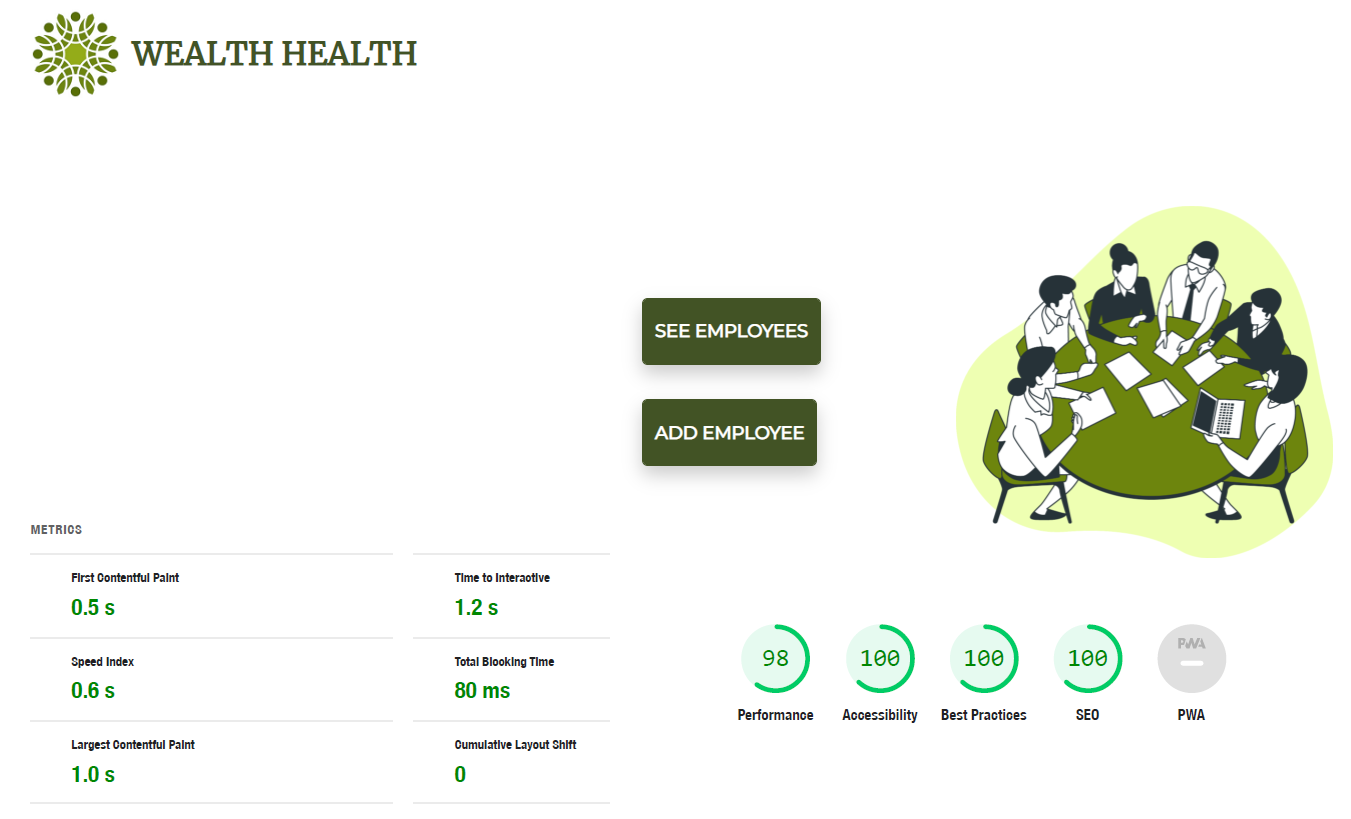 WEALTH HEALTH
SEE EMPLOYEES
ADD EMPLOYEE
METRICS
First Contentful Paint
0.5 s
Time to Interactive
1.2 s
Speed Index
0.6 s
Total Blocking Time
80 ms
Largest Contentful Paint
1.0 s
Cumulative Layout Shift
0
98
100
100
100
PWA
Performance
Accessibility
Best Practices
SEO
PWA